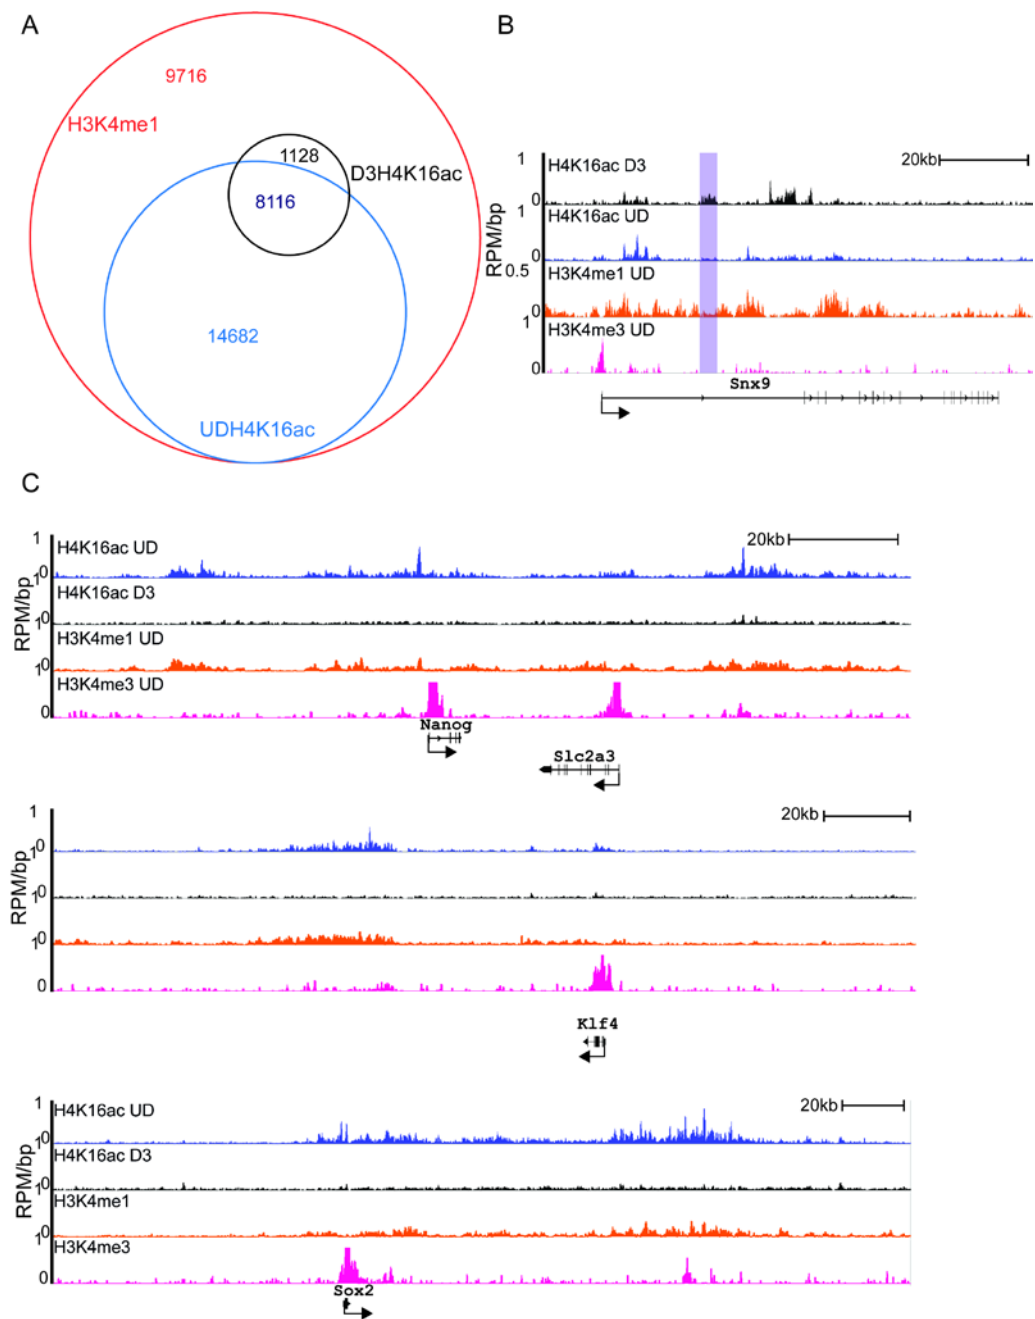 A
9716
H3K4me1
1128
D3H4K16ac
8116
14682
UDH4K16ac
B
20kb
1
H4K16ac D3
0
1
H4K16ac UD
0
0.5
H3K4me1 UD
0
1
H3K4me3 UD
0
RPM/bp
Snx9
C
1
H4K16ac UD
20kb
0
1
H4K16ac D3
0
1
H3K4me1 UD
0
1
H3K4me3 UD
0
RPM/bp
Nanog
Slc2a3
1
20kb
0
1
0
1
0
1
0
RPM/bp
Klf4
1
H4K16ac UD
20kb
0
1
H4K16ac D3
0
1
H3K4me1
0
1
H3K4me3
0
RPM/bp
Sox2